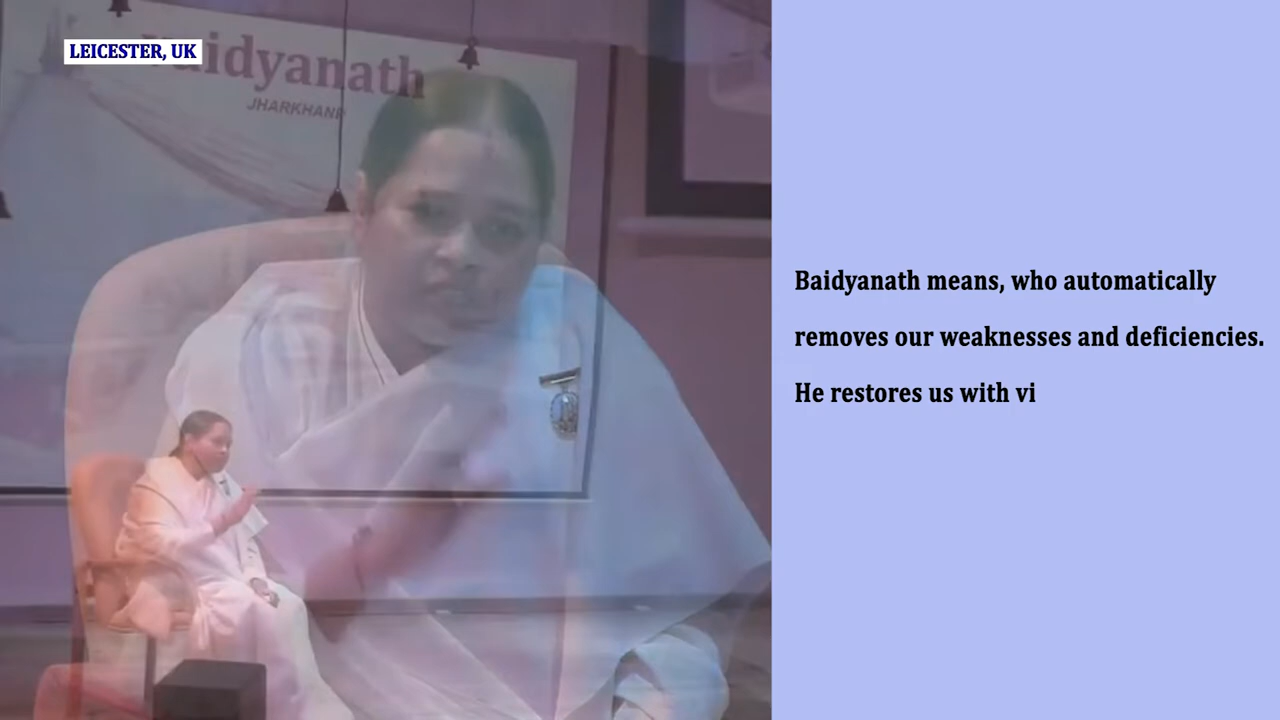 LEICESTER, UK
Baidyanath
JHARKHAND
Baidyanath means, who automatically
removes our weaknesses and deficiencies.
He restores us with vi